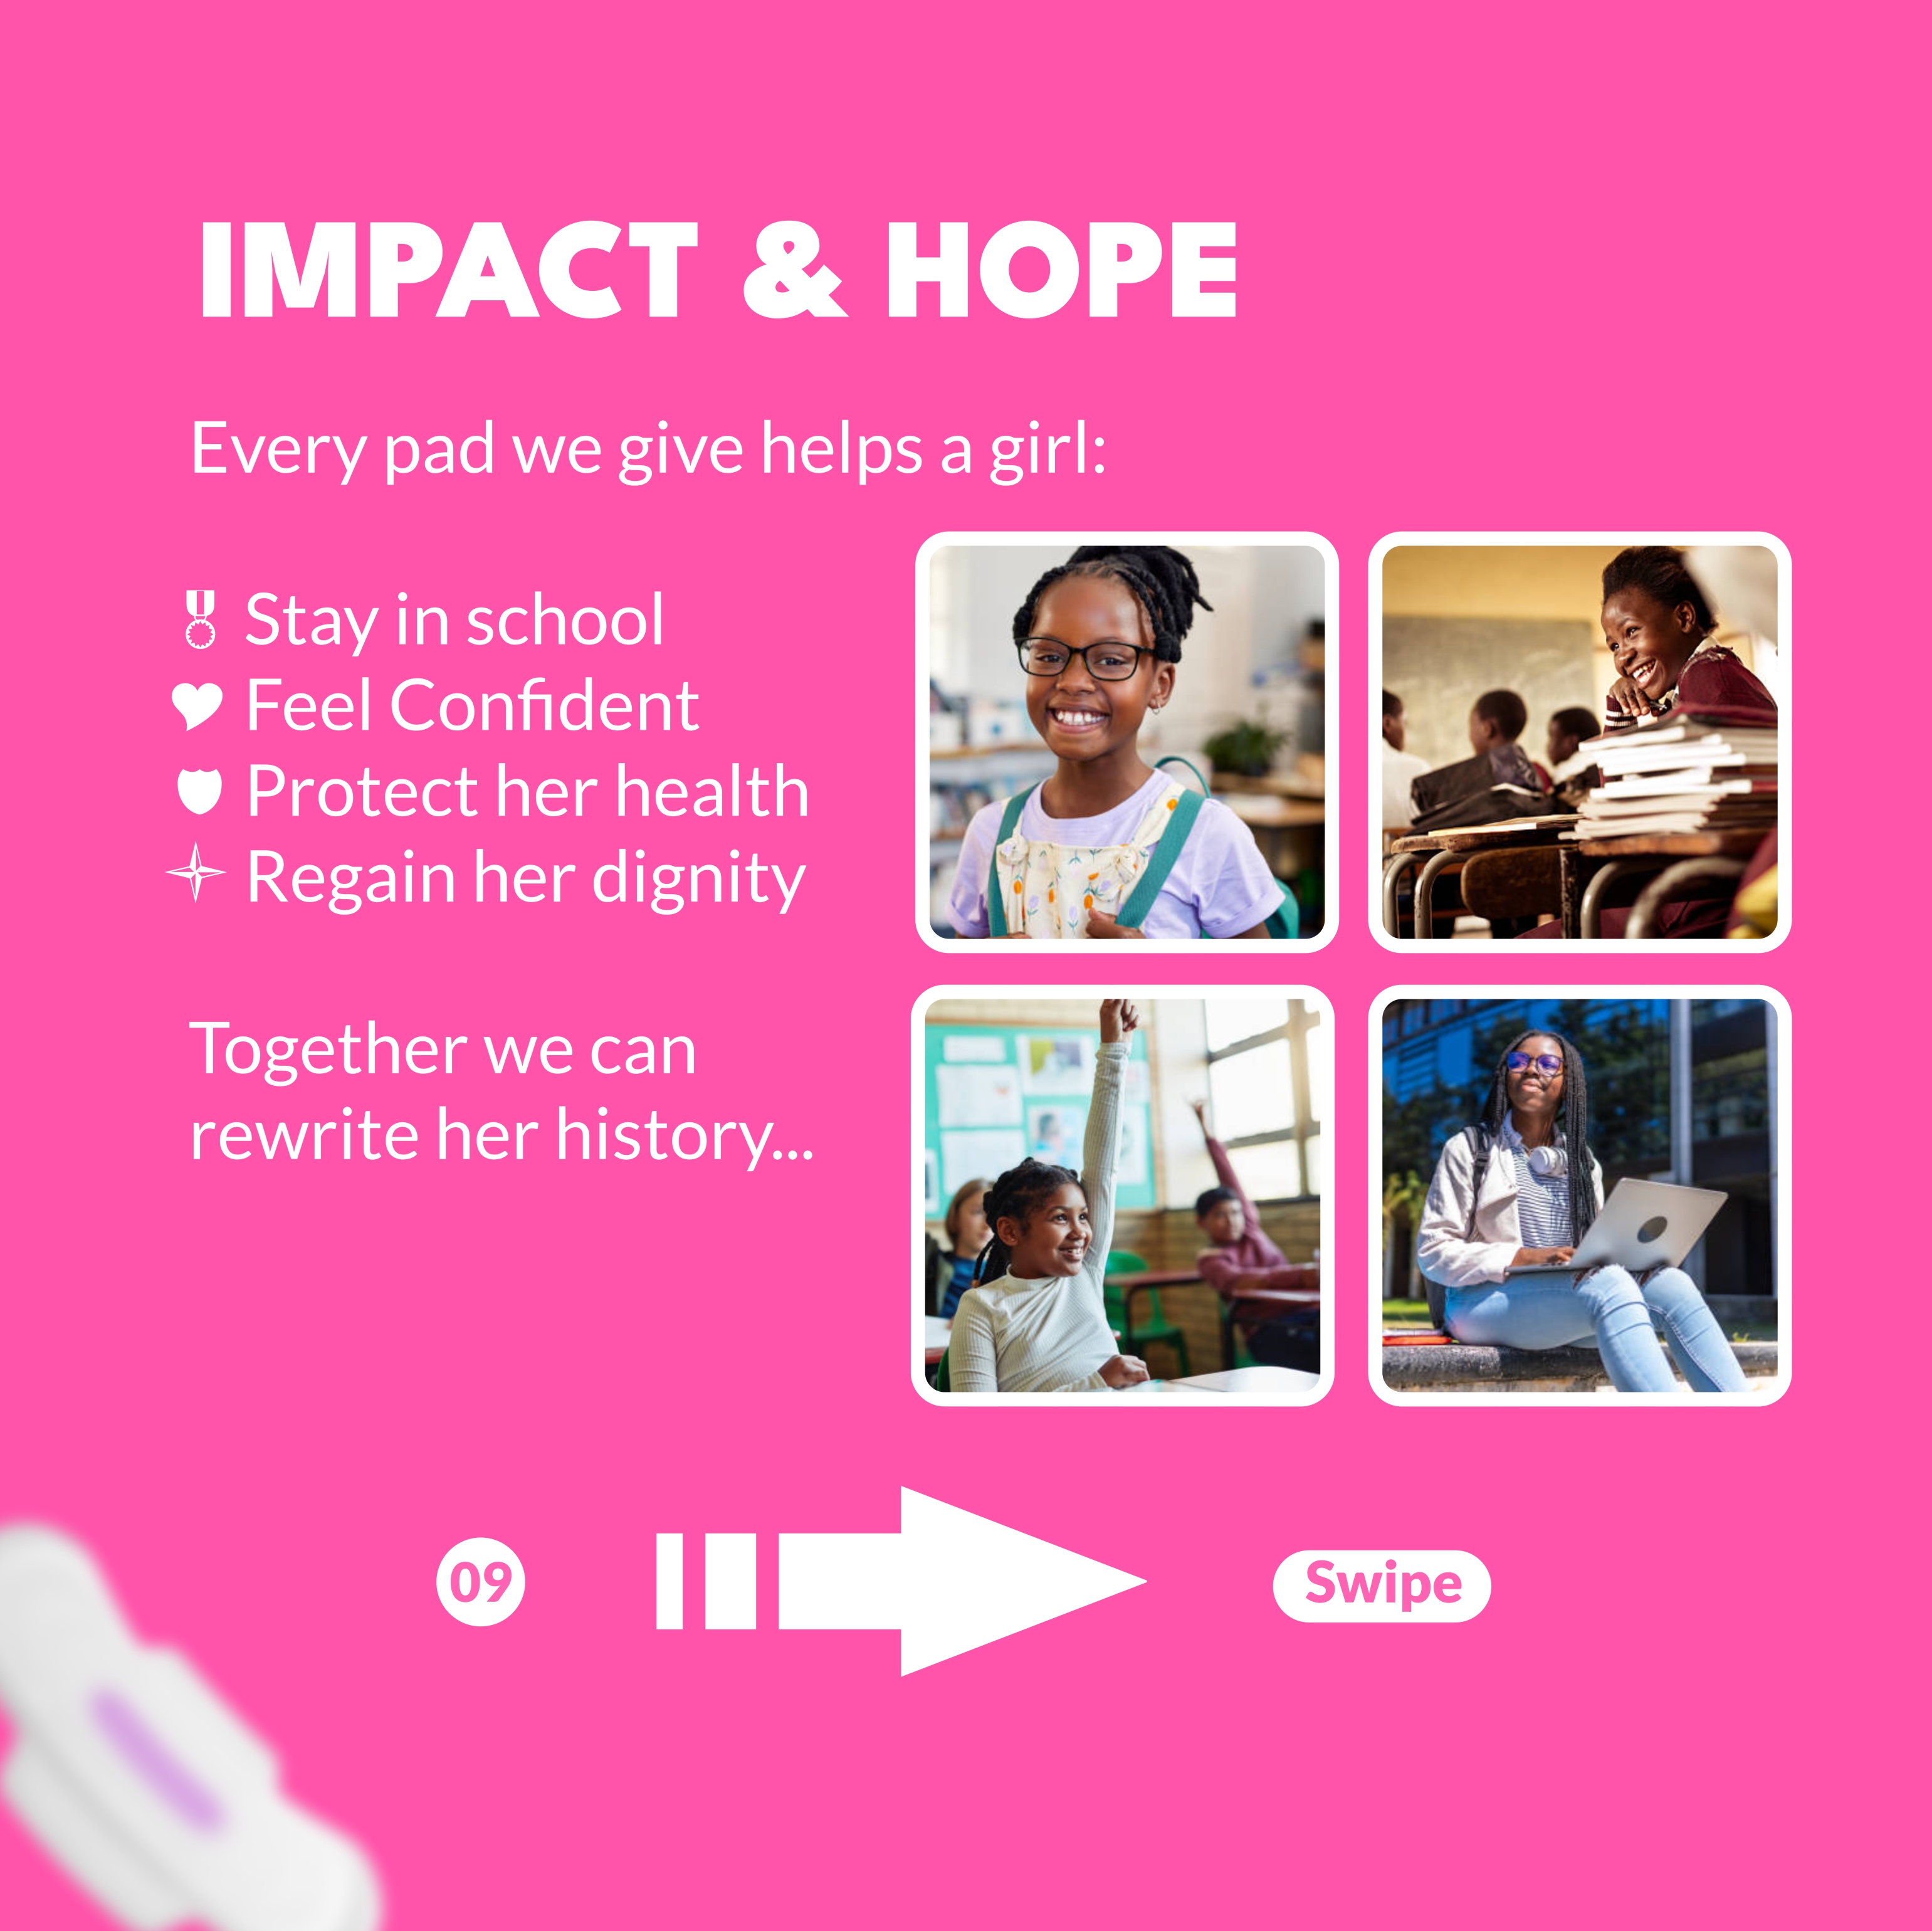 IMPACT & HOPE
Every pad we give helps a girl:
Stay in school
Feel Confident
Protect her health
Regain her dignity
Together we can
rewrite her history...
09
Swipe